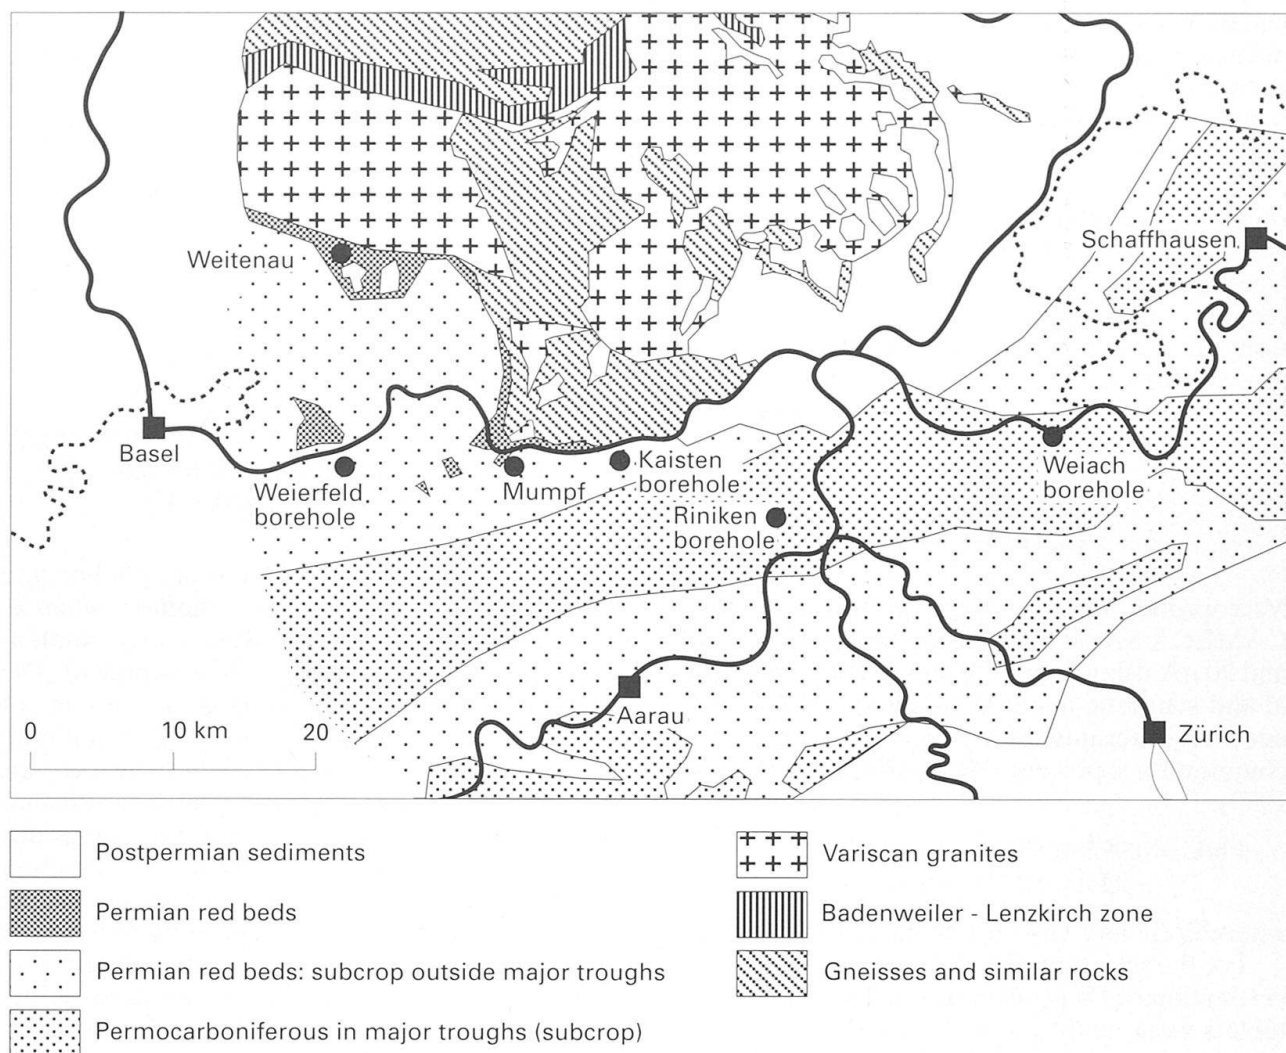 Schaffhausen
Weitenau
Basel
Weierfeld
borehole
Mumpf
Kaisten
borehole
Riniken
borehole
Weiach
borehole
Aarau
Zürich
0 10 km 20
Postpermian sediments
Permian red beds
Permian red beds: subcrop outside major troughs
Permocarboniferous in major troughs (subcrop)
Variscan granites
Badenweiler - Lenzkirch zone
Gneisses and similar rocks